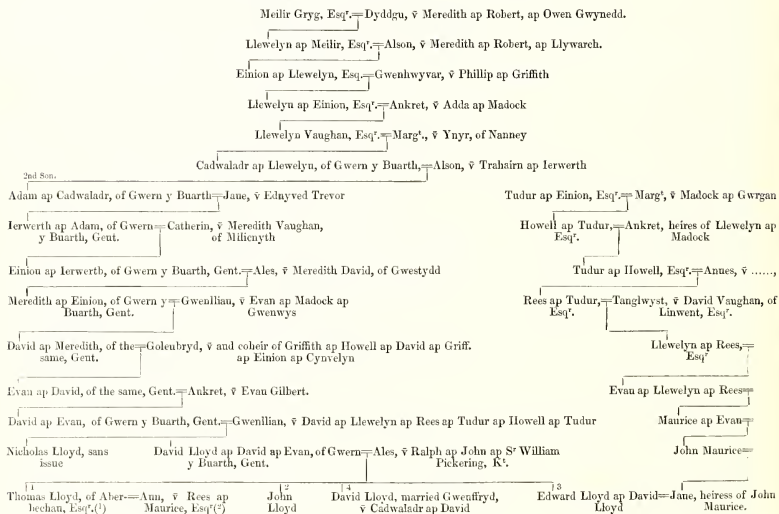 Meilir Gryg, Esqr.=Dyddgu, ṽ Meredith ap Robert, ap Owen Gwynedd.
Llewelyn ap Meilir, Esqr.=Alson, ṽ Meredith ap Robert, ap Llywarch.
Einion ap Llewelyn, Esq.=Gwenhwyvar, ṽ Phillip ap Griffith
Llewelyn ap Einion, Esqr.=Ankret, ṽ Adda ap Madock
Llewelyn Vaughan, Esqr.=Margt., ṽ Ynyr, of Nanney
Cadwaladr ap Llewelyn, of Gwern y Buarth,=Alson, ṽ Trahairn ap Ierwerth
2nd Son.
Adam ap Cadwaladr, of Gwern y Buarth=Jane, ṽ Ednyved Trevor
Tudur ap Einion, Esqr.=Margt, ṽ Madock ap Gwrgan
Ierwerth ap Adam, of Gwern=Catherin, ṽ Meredith Vaughan,
y Buarth, Gent. of Milicnyth
Howell ap Tudur,=Ankret, heires of Llewelyn ap
Esqr. Madock
Einion ap Ierwerth, of Gwern y Buarth, Gent.=Ales, ṽ Meredith David, of Gwestydd
Tudur ap Howell, Esqr.=Annes, ṽ ......,
Meredith ap Einion, of Gwern y=Gwenllian, ṽ Evan ap Madock ap
Buarth, Gent. Gwenwys
Rees ap Tudur,=Tanglwyst, ṽ David Vaughan, of
Esqr. Linwent, Esqr.
David ap Meredith, of the=Goleubryd, ṽ and coheir of Griffith ap Howell ap David ap Griff.
same, Gent. ap Einion ap Cynvelyn
Llewelyn ap Rees,=
Esqr
Evan ap David, of the same, Gent.=Ankret, ṽ Evan Gilbert.
Evan ap Llewelyn ap Rees=
David ap Evan, of Gwern y Buarth, Gent.=Gwenllian, ṽ David ap Llewelyn ap Rees ap Tudur ap Howell ap Tudur
Maurice ap Evan=
Nicholas Lloyd, sans
issue
David Lloyd ap David ap Evan, of Gwern=Ales, ṽ Ralph ap John ap Sr William
y Buarth, Gent. Pickering, Kt.
John Maurice=
1 2 4 3
Thomas Lloyd, of Aber-=Ann, ṽ Rees ap
bechan, Esqr.(1) Maurice, Esqr(2)
John
Lloyd
David Lloyd, married Gwenffryd,
ṽ Cadwaladr ap David
Edward Lloyd ap David=Jane, heiress of John
Lloyd Maurice.